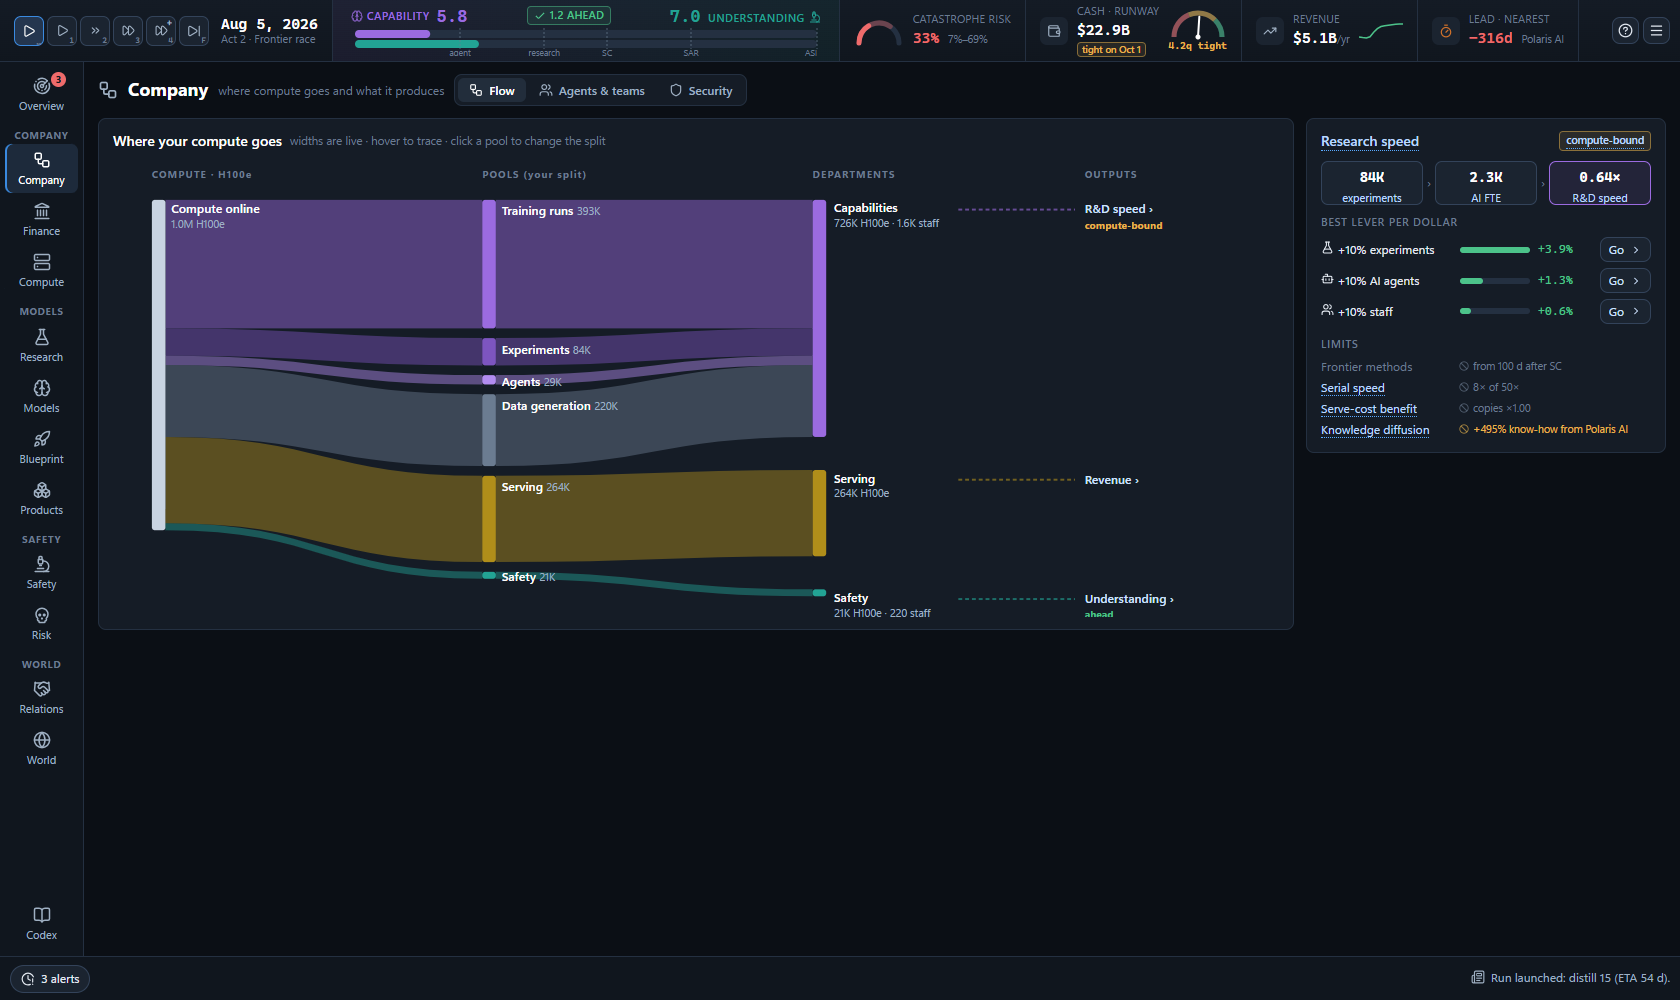 1
2
3
4
F
Aug 5, 2026
Act 2 · Frontier race
CAPABILITY 5.8
1.2 AHEAD
7.0 UNDERSTANDING
agent
research
SC
SAR
ASI
CATASTROPHE RISK
33% 7%–69%
CASH · RUNWAY
$22.9B
tight on Oct 1
4.2q tight
REVENUE
$5.1B/yr
LEAD · NEAREST
−316d Polaris AI
3
Overview
COMPANY
Company
Finance
Compute
MODELS
Research
Models
Blueprint
Products
SAFETY
Safety
Risk
WORLD
Relations
World
Codex
Company where compute goes and what it produces
Flow
Agents & teams
Security
Where your compute goes widths are live · hover to trace · click a pool to change the split
COMPUTE · H100e
POOLS (your split)
DEPARTMENTS
OUTPUTS
Compute online
1.0M H100e
Training runs 393K
Experiments 84K
Agents 29K
Data generation 220K
Serving 264K
Safety 21K
Capabilities
726K H100e · 1.6K staff
Serving
264K H100e
Safety
21K H100e · 220 staff
R&D speed ›
compute-bound
Revenue ›
Understanding ›
ahead
Research speed
compute-bound
84K
experiments
›
2.3K
AI FTE
›
0.64×
R&D speed
BEST LEVER PER DOLLAR
+10% experiments +3.9% Go ›
+10% AI agents +1.3% Go ›
+10% staff +0.6% Go ›
LIMITS
Frontier methods from 100 d after SC
Serial speed 8× of 50×
Serve-cost benefit copies ×1.00
Knowledge diffusion +495% know-how from Polaris AI
3 alerts
Run launched: distill 15 (ETA 54 d).